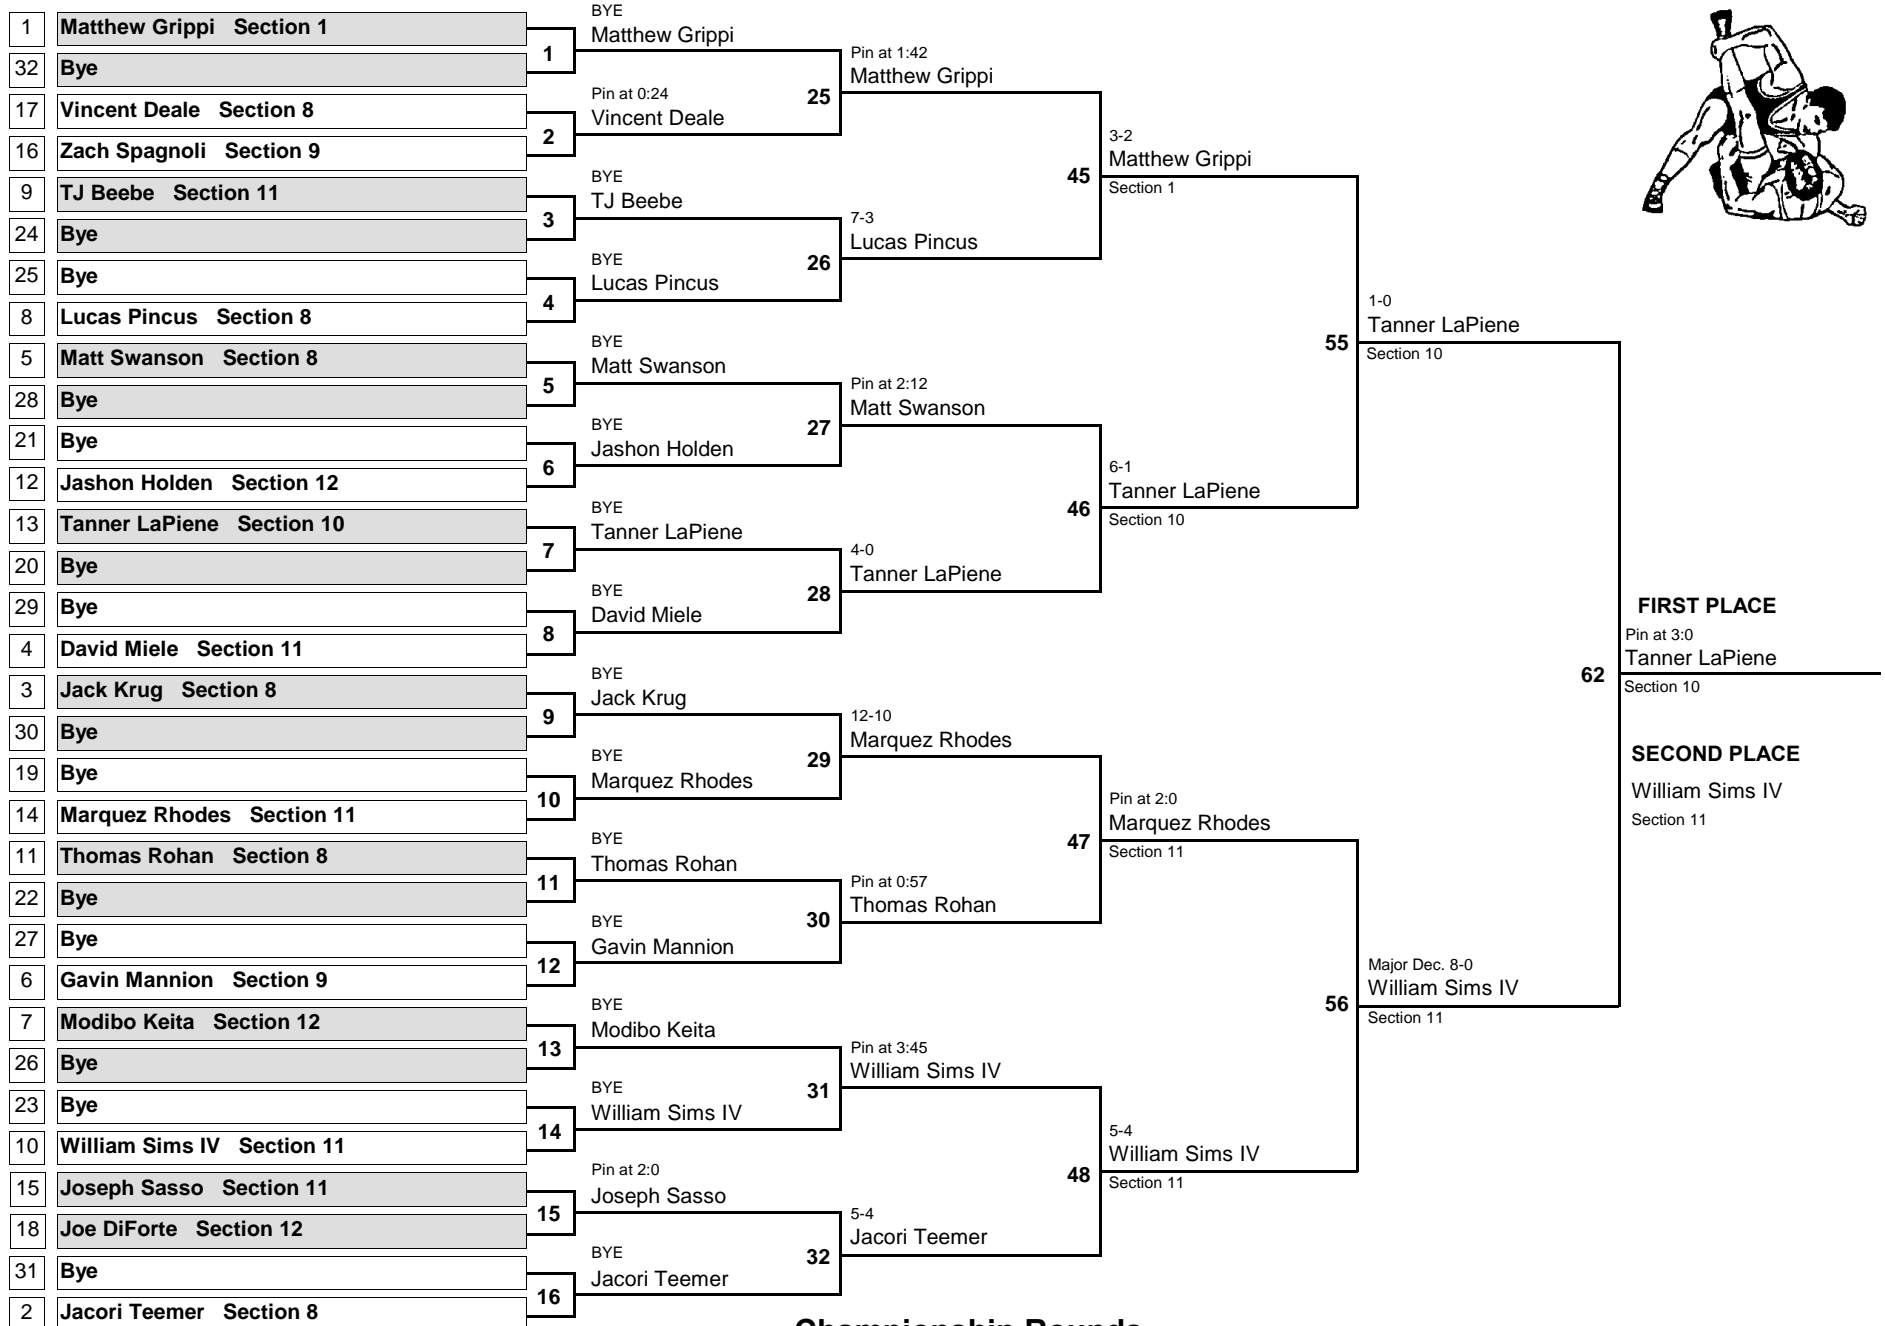 1 Matthew Grippi Section 1
32 Bye
17 Vincent Deale Section 8
16 Zach Spagnoli Section 9
9 TJ Beebe Section 11
24 Bye
25 Bye
8 Lucas Pincus Section 8
5 Matt Swanson Section 8
28 Bye
21 Bye
12 Jashon Holden Section 12
13 Tanner LaPiene Section 10
20 Bye
29 Bye
4 David Miele Section 11
3 Jack Krug Section 8
30 Bye
19 Bye
14 Marquez Rhodes Section 11
11 Thomas Rohan Section 8
22 Bye
27 Bye
6 Gavin Mannion Section 9
7 Modibo Keita Section 12
26 Bye
23 Bye
10 William Sims IV Section 11
15 Joseph Sasso Section 11
18 Joe DiForte Section 12
31 Bye
2 Jacori Teemer Section 8
1
2
3
4
5
6
7
8
9
10
11
12
13
14
15
16
BYE
Matthew Grippi
Pin at 0:24
Vincent Deale
BYE
TJ Beebe
BYE
Lucas Pincus
BYE
Matt Swanson
BYE
Jashon Holden
BYE
Tanner LaPiene
BYE
David Miele
BYE
Jack Krug
BYE
Marquez Rhodes
BYE
Thomas Rohan
BYE
Gavin Mannion
BYE
Modibo Keita
BYE
William Sims IV
Pin at 2:0
Joseph Sasso
BYE
Jacori Teemer
25
26
27
28
29
30
31
32
Pin at 1:42
Matthew Grippi
7-3
Lucas Pincus
Pin at 2:12
Matt Swanson
4-0
Tanner LaPiene
12-10
Marquez Rhodes
Pin at 0:57
Thomas Rohan
Pin at 3:45
William Sims IV
5-4
Jacori Teemer
45
46
47
48
3-2
Matthew Grippi
Section 1
6-1
Tanner LaPiene
Section 10
Pin at 2:0
Marquez Rhodes
Section 11
5-4
William Sims IV
Section 11
55
56
1-0
Tanner LaPiene
Section 10
Major Dec. 8-0
William Sims IV
Section 11
62
FIRST PLACE
Pin at 3:0
Tanner LaPiene
Section 10
SECOND PLACE
William Sims IV
Section 11
Championship Rounds